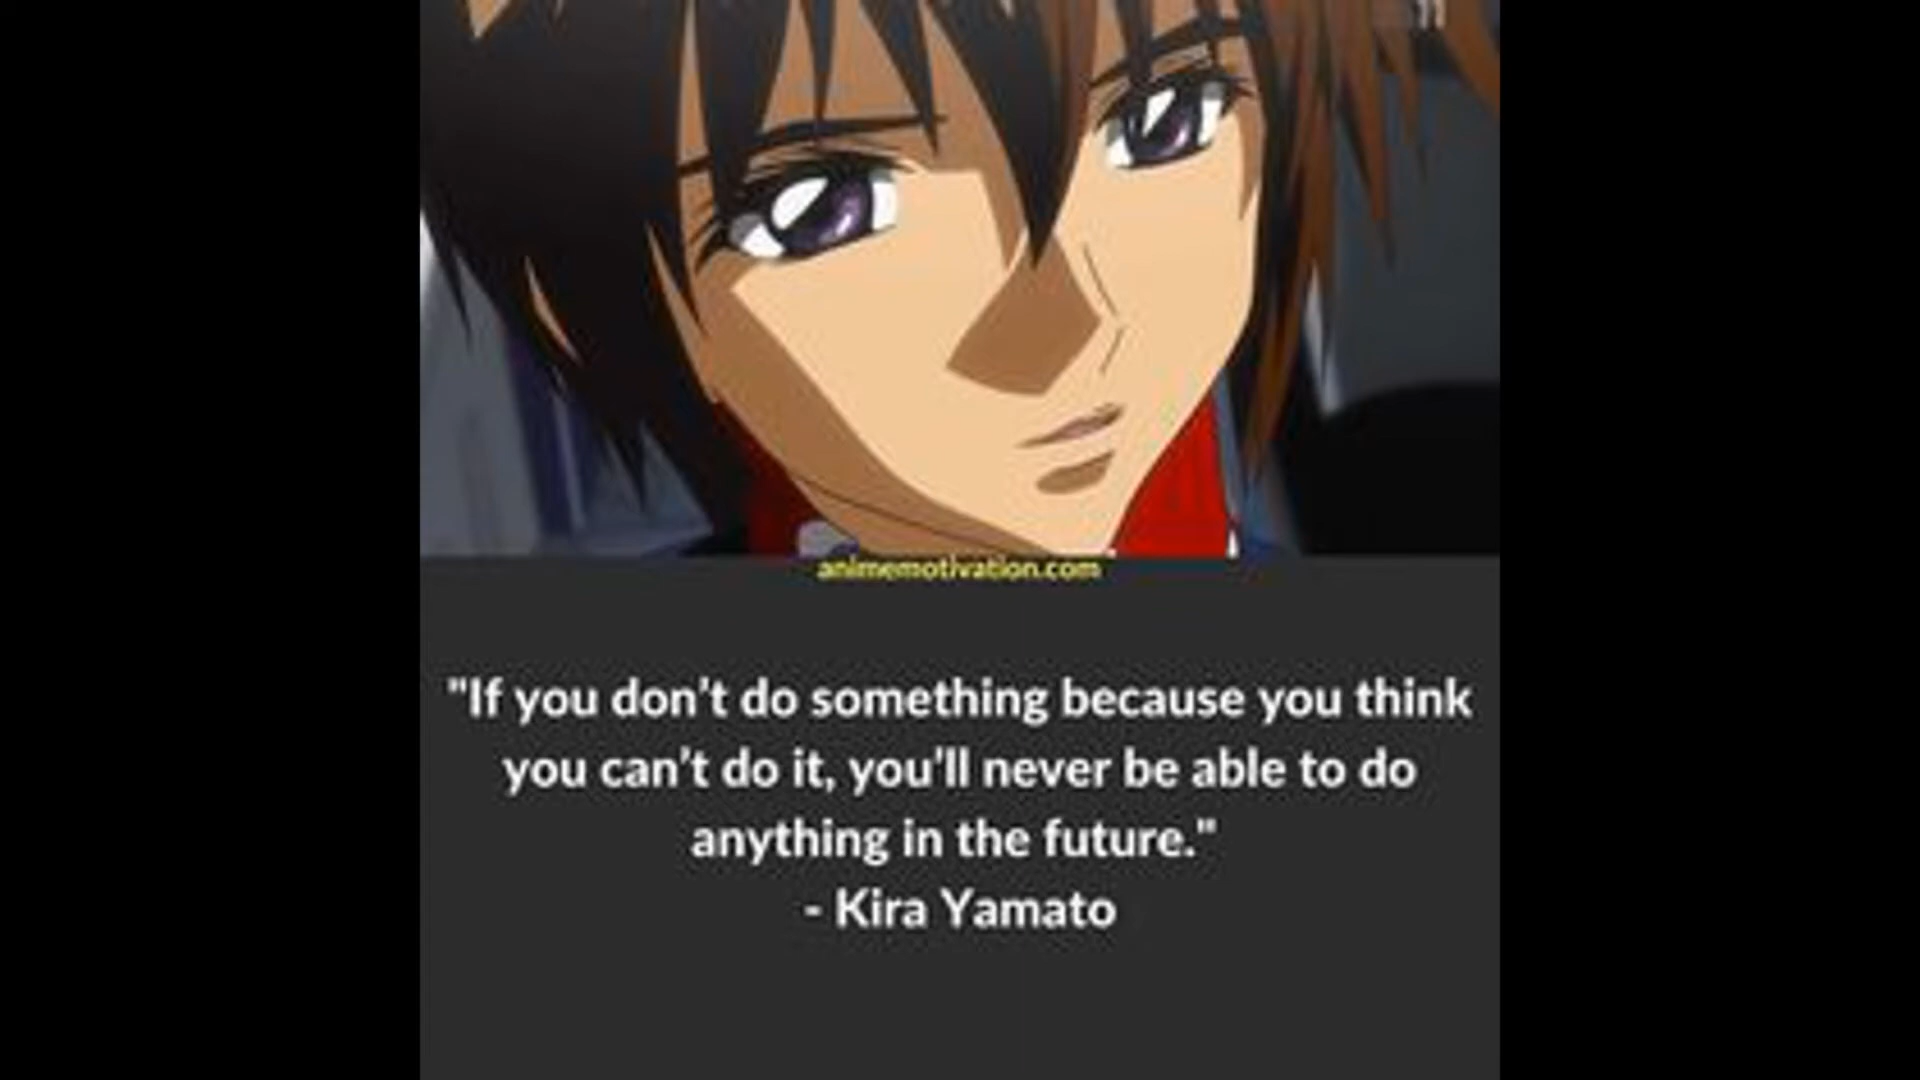 animemotivation.com
"If you don't do something because you think
you can't do it, you'll never be able to do
anything in the future."
- Kira Yamato